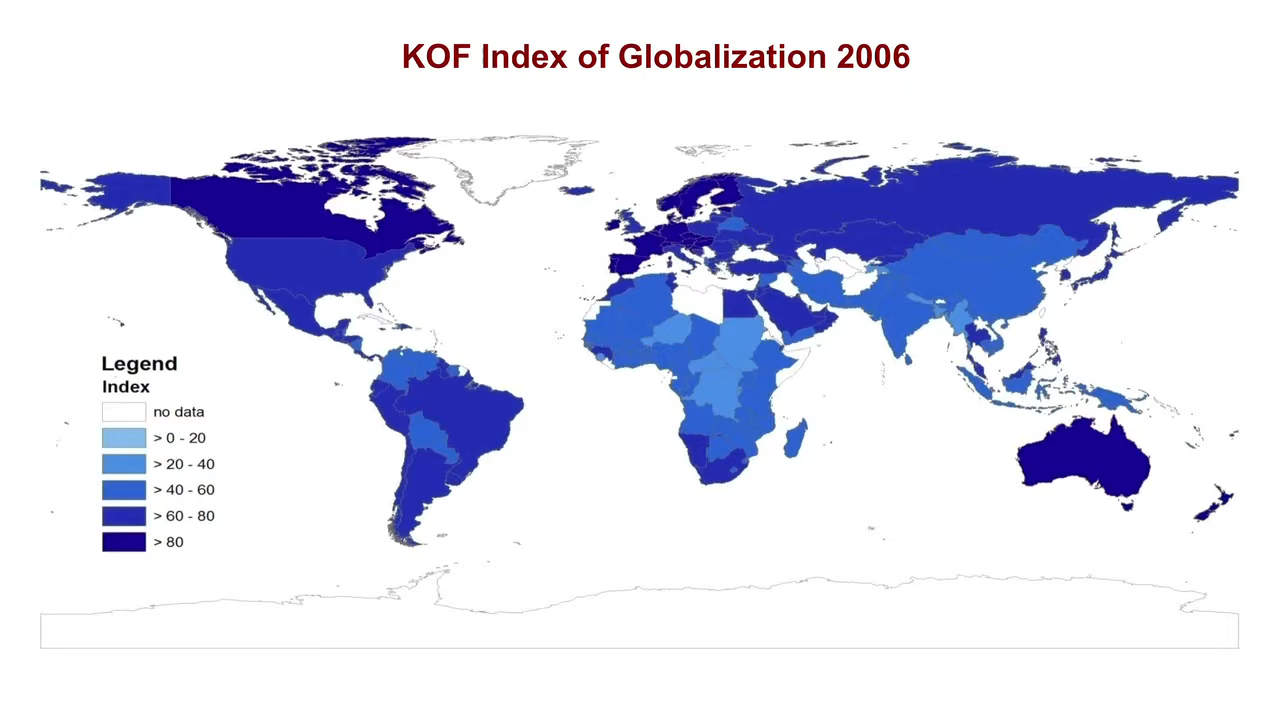 KOF Index of Globalization 2006
Legend
Index
no data
> 0 - 20
> 20 - 40
> 40 - 60
> 60 - 80
> 80